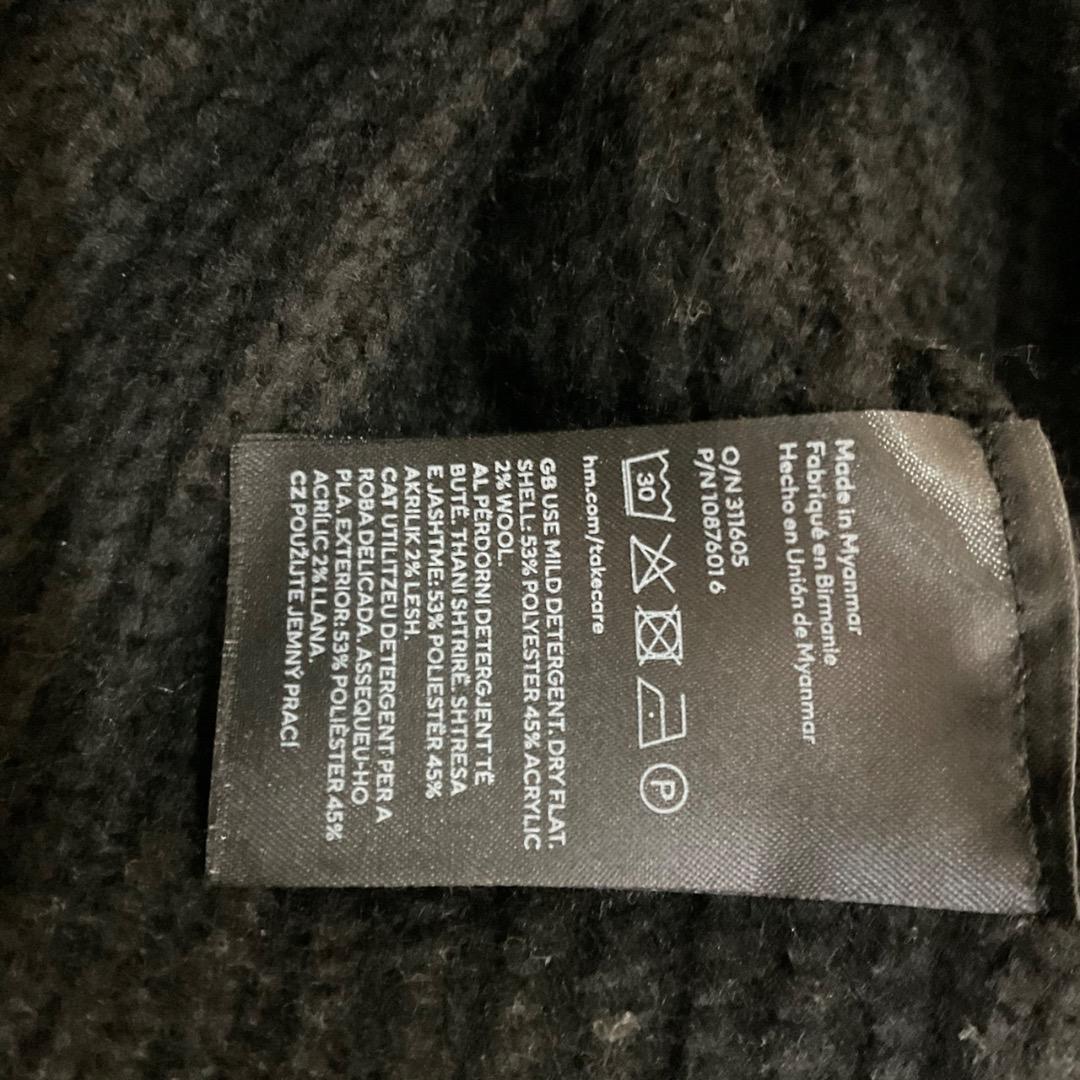 Made in Myanmar
Fabriqué en Birmanie
Hecho en Unión de Myanmar
O/N 311605
P/N 1087601 6
30
P
hm.com/takecare
GB USE MILD DETERGENT. DRY FLAT.
SHELL: 53% POLYESTER 45% ACRYLIC
2% WOOL.
AL PËRDORNI DETERGJENT TË
BUTË. THANI SHTRIRË. SHTRESA
E JASHTME: 53% POLIESTËR 45%
AKRILIK 2% LESH.
CAT UTILITZEU DETERGENT PER A
ROBA DELICADA. ASSEQUEU-HO
PLA. EXTERIOR: 53% POLIÈSTER 45%
ACRÍLIC 2% LLANA.
CZ POUŽIJTE JEMNÝ PRACÍ